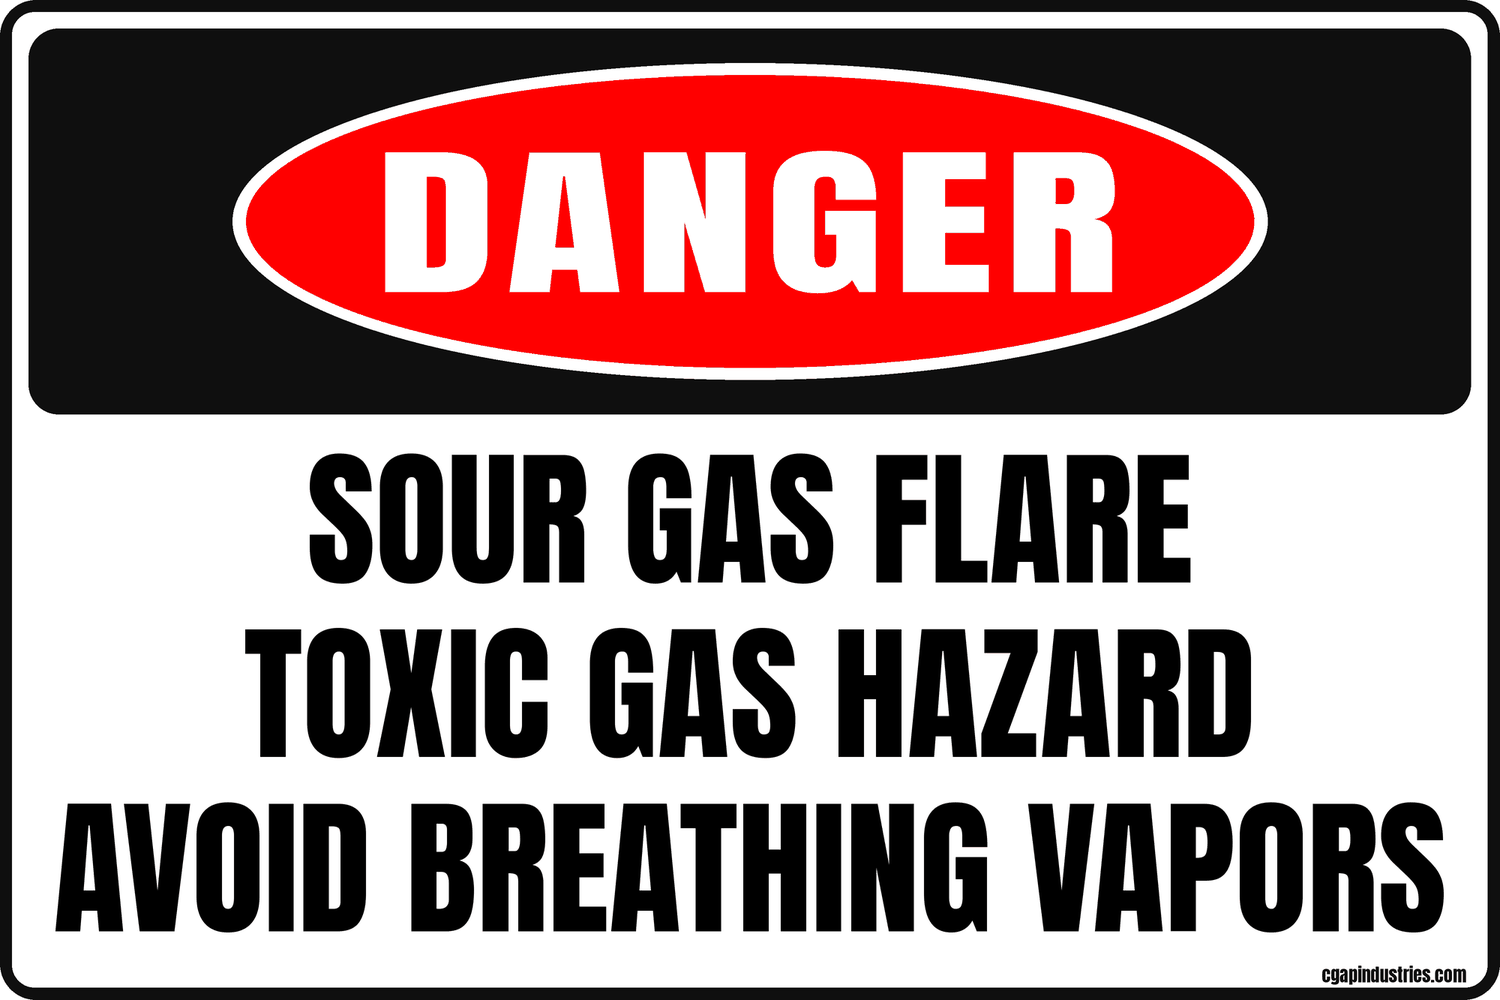 DANGER
SOUR GAS FLARE
TOXIC GAS HAZARD
AVOID BREATHING VAPORS
cgapindustries.com